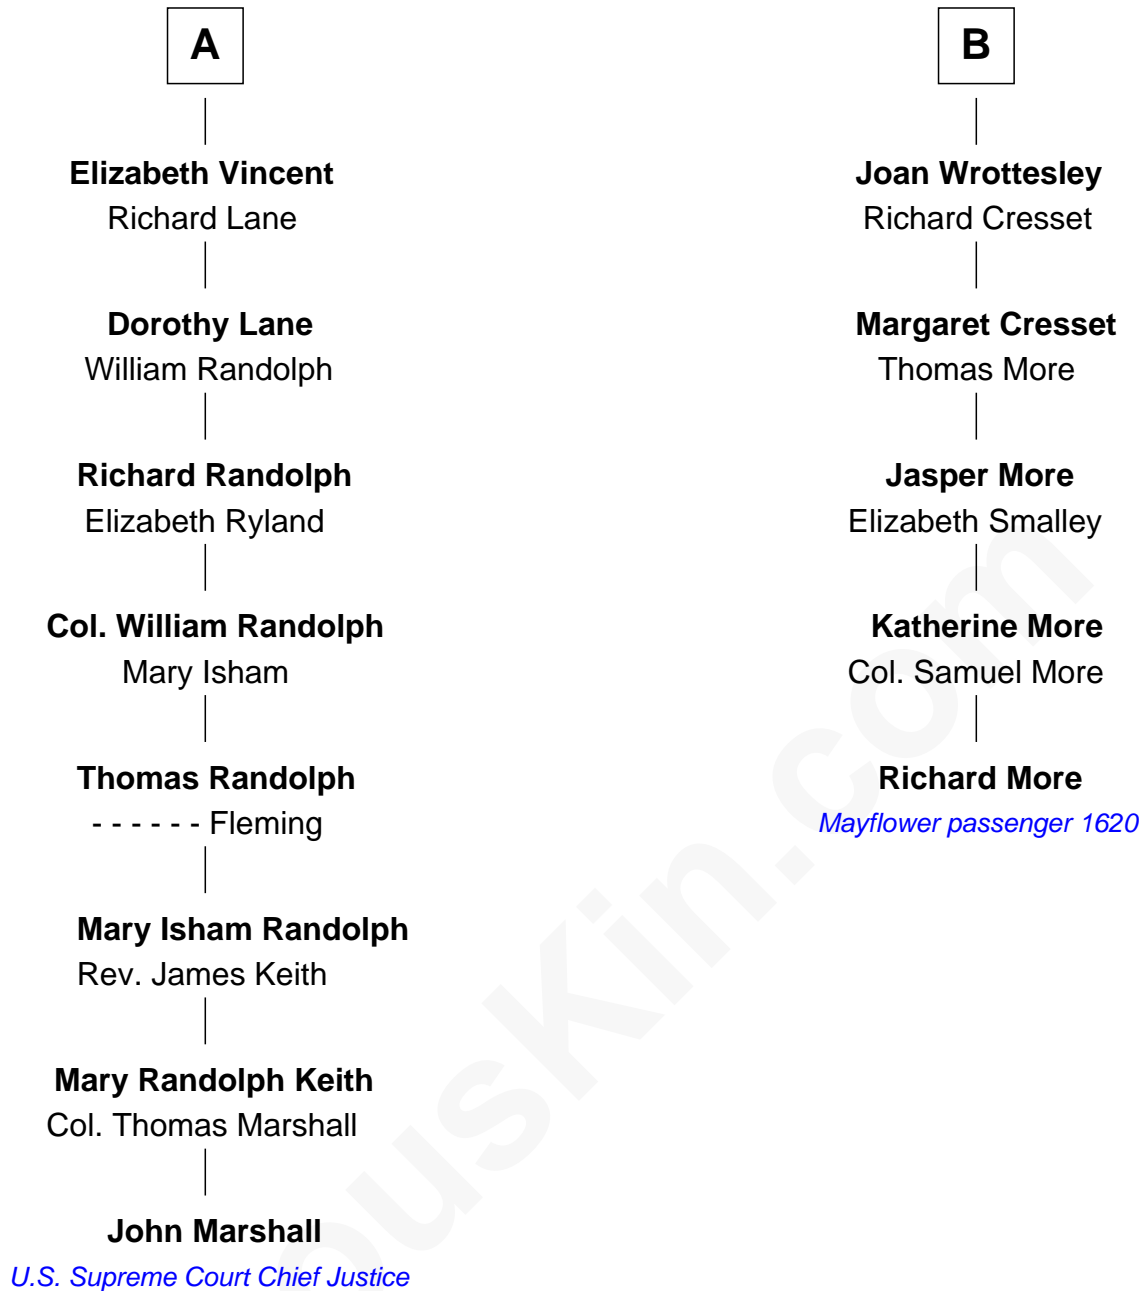 A
Elizabeth Vincent
Richard Lane
Dorothy Lane
William Randolph
Richard Randolph
Elizabeth Ryland
Col. William Randolph
Mary Isham
Thomas Randolph
- - - - - - Fleming
Mary Isham Randolph
Rev. James Keith
Mary Randolph Keith
Col. Thomas Marshall
John Marshall
U.S. Supreme Court Chief Justice
B
Joan Wrottesley
Richard Cresset
Margaret Cresset
Thomas More
Jasper More
Elizabeth Smalley
Katherine More
Col. Samuel More
Richard More
Mayflower passenger 1620
ousKin.com